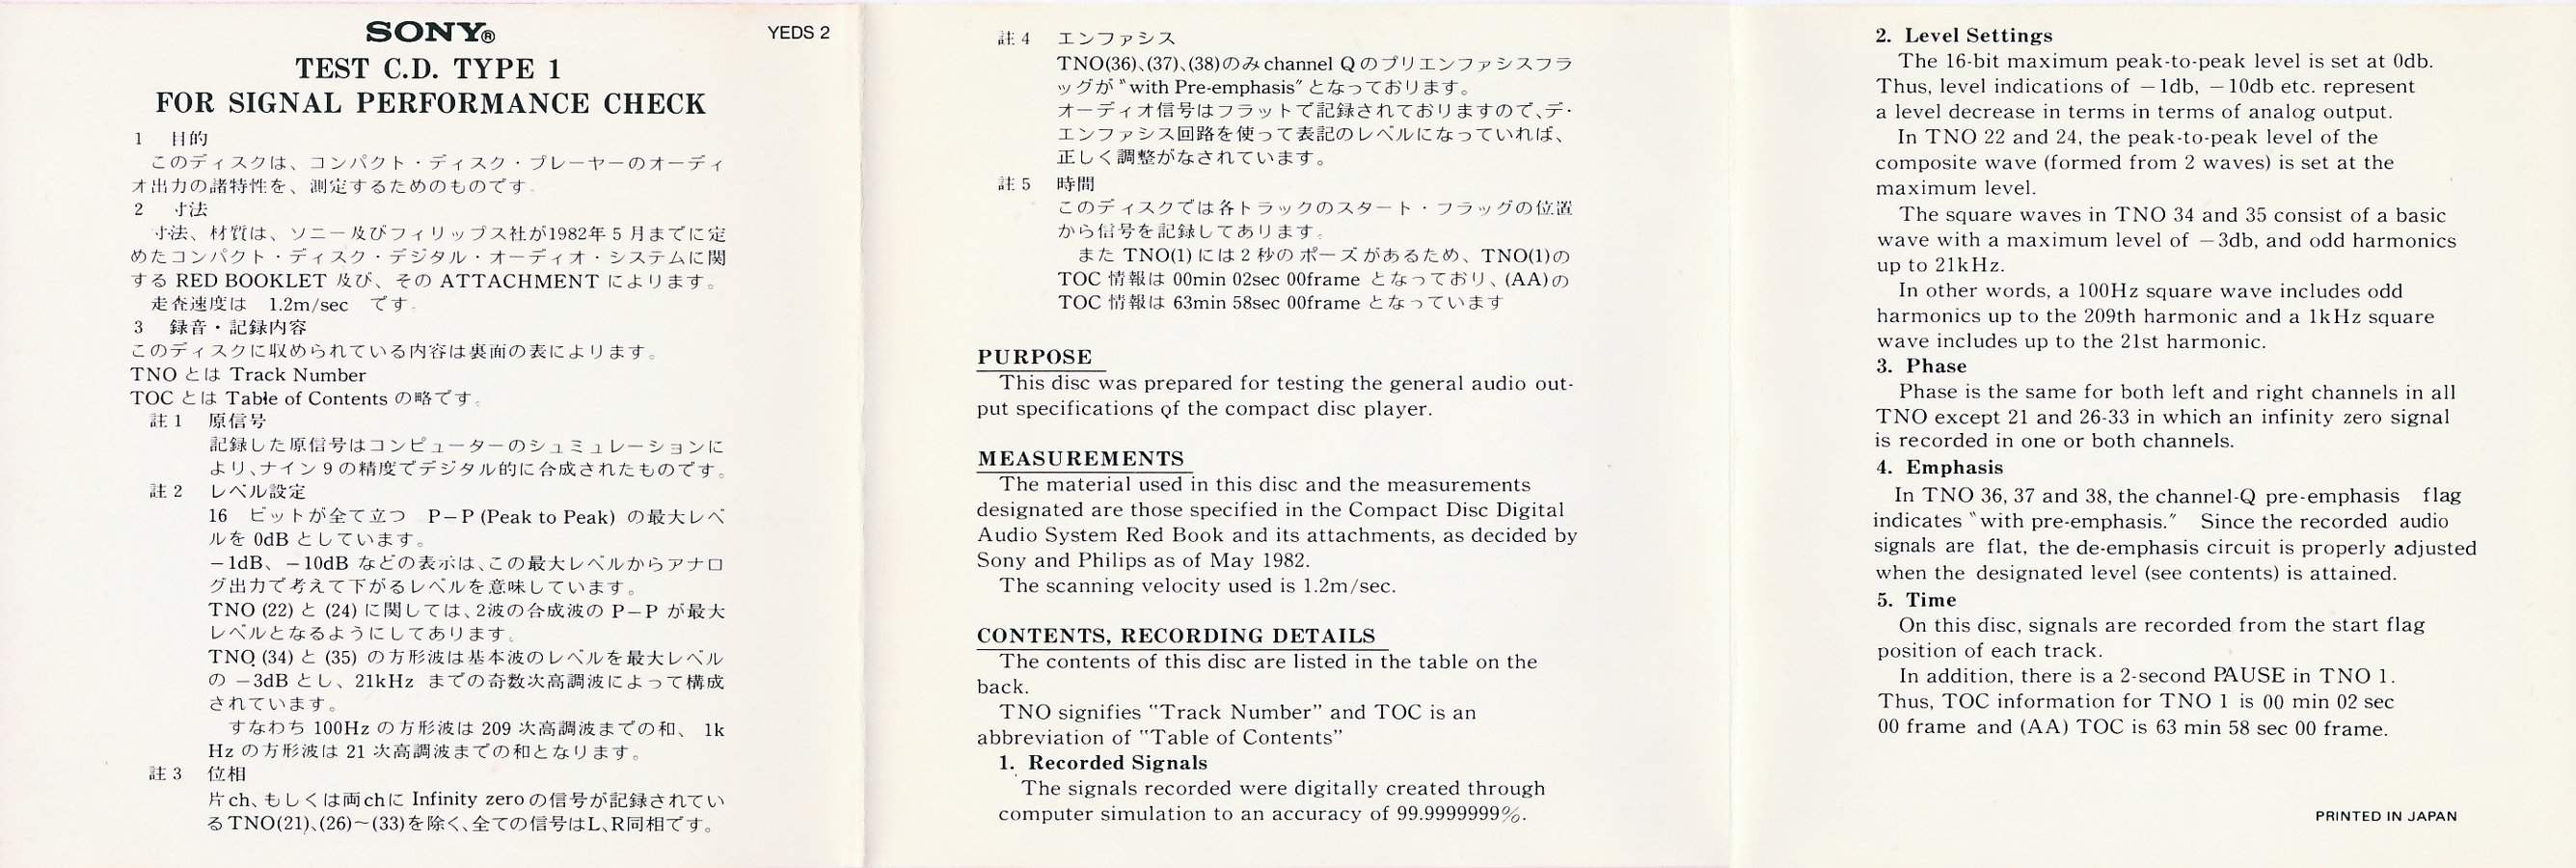 SONY®
YEDS 2
TEST C.D. TYPE 1
FOR SIGNAL PERFORMANCE CHECK
1 目的
このディスクは、コンパクト・ディスク・プレーヤーのオーディ
オ出力の諸特性を、測定するためのものです。
2 寸法
寸法、材質は、ソニー及びフィリップス社が1982年5月までに定
めたコンパクト・ディスク・デジタル・オーディオ・システムに関
する RED BOOKLET 及び、その ATTACHMENT によります。
走査速度は 1.2m/sec です。
3 録音・記録内容
このディスクに収められている内容は裏面の表によります。
TNO とは Track Number
TOC とは Table of Contents の略です。
註1 原信号
記録した原信号はコンピューターのシュミュレーションに
より、ナイン9の精度でデジタル的に合成されたものです。
註2 レベル設定
16 ビットが全て立つ P−P (Peak to Peak) の最大レベ
ルを 0dB としています。
−1dB、−10dB などの表示は、この最大レベルからアナロ
グ出力で考えて下がるレベルを意味しています。
TNO (22) と (24) に関しては、2波の合成波の P−P が最大
レベルとなるようにしてあります。
TNO (34) と (35) の方形波は基本波のレベルを最大レベル
の −3dB とし、21kHz までの奇数次高調波によって構成
されています。
すなわち 100Hz の方形波は 209 次高調波までの和、 1k
Hz の方形波は 21 次高調波までの和となります。
註3 位相
片ch、もしくは両chに Infinity zeroの信号が記録されてい
るTNO(21)、(26)~(33)を除く、全ての信号はL、R同相です。
註4 エンファシス
TNO(36)、(37)、(38)のみchannel Qのプリエンファシスフラ
ッグが"with Pre-emphasis"となっております。
オーディオ信号はフラットで記録されておりますので、デ・
エンファシス回路を使って表記のレベルになっていれば、
正しく調整がなされています。
註5 時間
このディスクでは各トラックのスタート・フラッグの位置
から信号を記録してあります。
また TNO(1) には2秒のポーズがあるため、TNO(1)の
TOC 情報は 00min 02sec 00frame となっており、(AA)の
TOC 情報は 63min 58sec 00frame となっています
PURPOSE
This disc was prepared for testing the general audio out-
put specifications of the compact disc player.
MEASUREMENTS
The material used in this disc and the measurements
designated are those specified in the Compact Disc Digital
Audio System Red Book and its attachments, as decided by
Sony and Philips as of May 1982.
The scanning velocity used is 1.2m/sec.
CONTENTS, RECORDING DETAILS
The contents of this disc are listed in the table on the
back.
TNO signifies "Track Number" and TOC is an
abbreviation of "Table of Contents"
1. Recorded Signals
The signals recorded were digitally created through
computer simulation to an accuracy of 99.9999999%.
2. Level Settings
The 16-bit maximum peak-to-peak level is set at 0db.
Thus, level indications of −1db, −10db etc. represent
a level decrease in terms in terms of analog output.
In TNO 22 and 24, the peak-to-peak level of the
composite wave (formed from 2 waves) is set at the
maximum level.
The square waves in TNO 34 and 35 consist of a basic
wave with a maximum level of −3db, and odd harmonics
up to 21kHz.
In other words, a 100Hz square wave includes odd
harmonics up to the 209th harmonic and a 1kHz square
wave includes up to the 21st harmonic.
3. Phase
Phase is the same for both left and right channels in all
TNO except 21 and 26-33 in which an infinity zero signal
is recorded in one or both channels.
4. Emphasis
In TNO 36, 37 and 38, the channel-Q pre-emphasis flag
indicates "with pre-emphasis." Since the recorded audio
signals are flat, the de-emphasis circuit is properly adjusted
when the designated level (see contents) is attained.
5. Time
On this disc, signals are recorded from the start flag
position of each track.
In addition, there is a 2-second PAUSE in TNO 1.
Thus, TOC information for TNO 1 is 00 min 02 sec
00 frame and (AA) TOC is 63 min 58 sec 00 frame.
PRINTED IN JAPAN